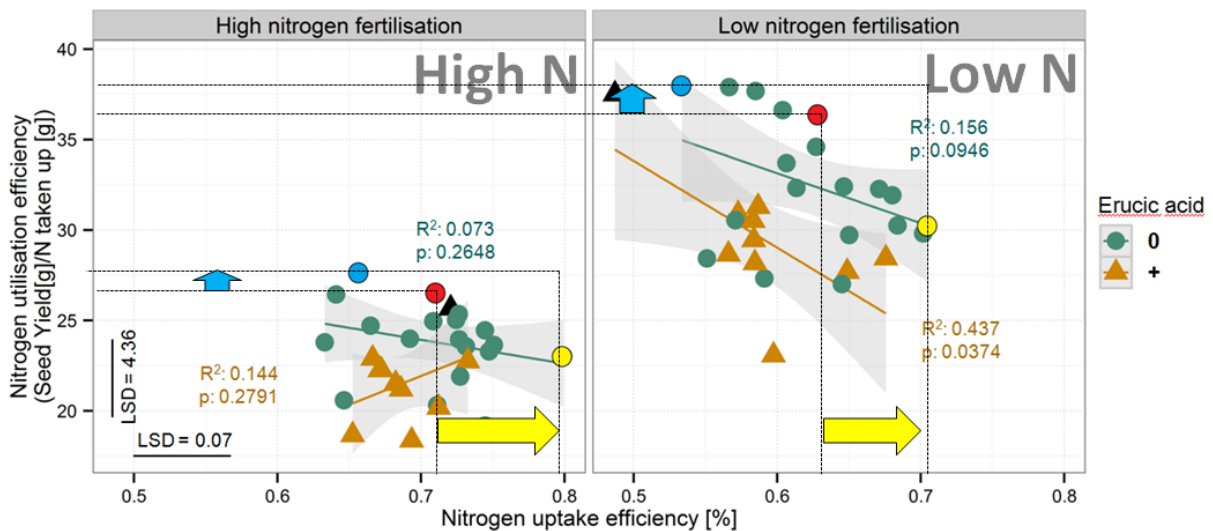 High nitrogen fertilisation
Low nitrogen fertilisation
High N
Low N
Nitrogen utilisation efficiency
(Seed Yield[g]/N taken up [g])
40
35
30
25
20
R²: 0.073
p: 0.2648
R²: 0.144
p: 0.2791
LSD = 4.36
LSD = 0.07
R²: 0.156
p: 0.0946
R²: 0.437
p: 0.0374
Erucic acid
0
+
0.5 0.6 0.7 0.8
0.5 0.6 0.7 0.8
Nitrogen uptake efficiency [%]